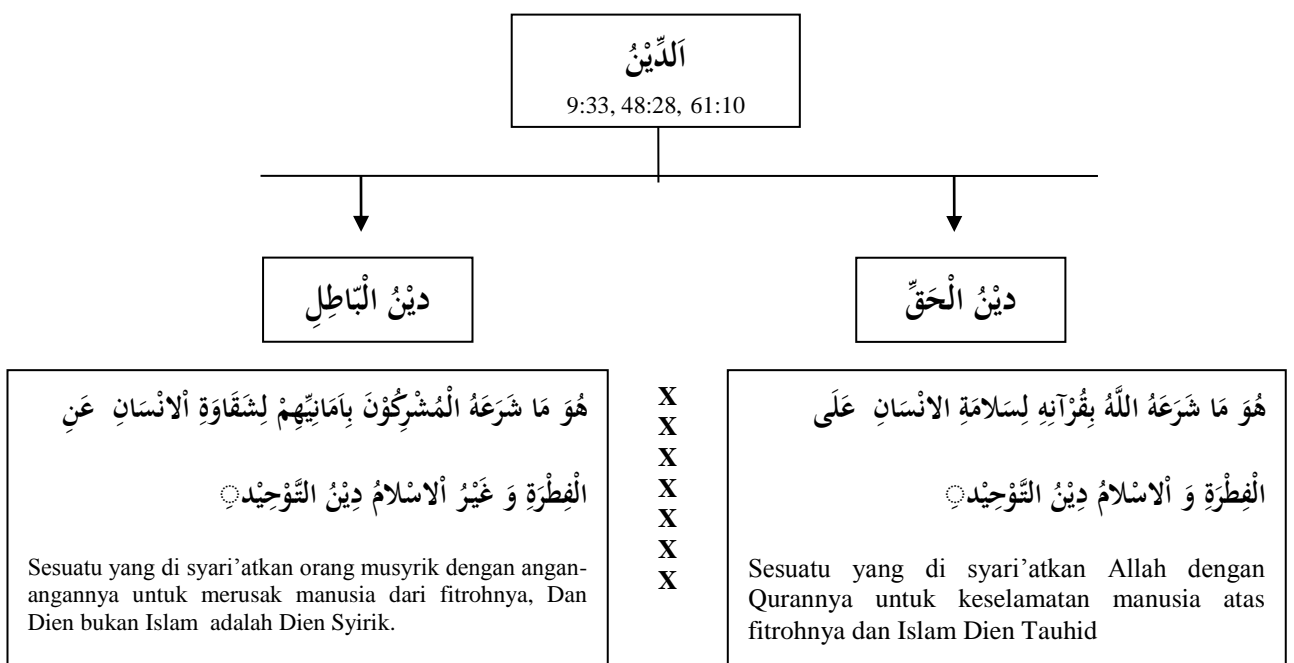 اَلدِّيْنُ
9:33, 48:28, 61:10
ديْنُ الْبّاطِلِ
ديْنُ الْحَقِّ
هُوَ مَا شَرَعَهُ الْمُشْرِكُوْنَ بِاَمَانِيِّهِمْ لِشَقَاوَةِ اْلانْسَانِ عَنِ
الْفِطْرَةِ وَ غَيْرُ اْلاسْلامُ دِيْنُ التَّوْحِيْدِ
Sesuatu yang di syari’atkan orang musyrik dengan angan-
angannya untuk merusak manusia dari fitrohnya, Dan
Dien bukan Islam adalah Dien Syirik.
X
X
X
X
X
X
X
هُوَ مَا شَرَعَهُ اللَّهُ بِقُرْآنِهِ لِسَلامَةِ الانْسَانِ عَلَى
الْفِطْرَةِ وَ اْلاسْلامُ دِيْنُ التَّوْحِيْدِ
Sesuatu yang di syari’atkan Allah dengan
Qurannya untuk keselamatan manusia atas
fitrohnya dan Islam Dien Tauhid